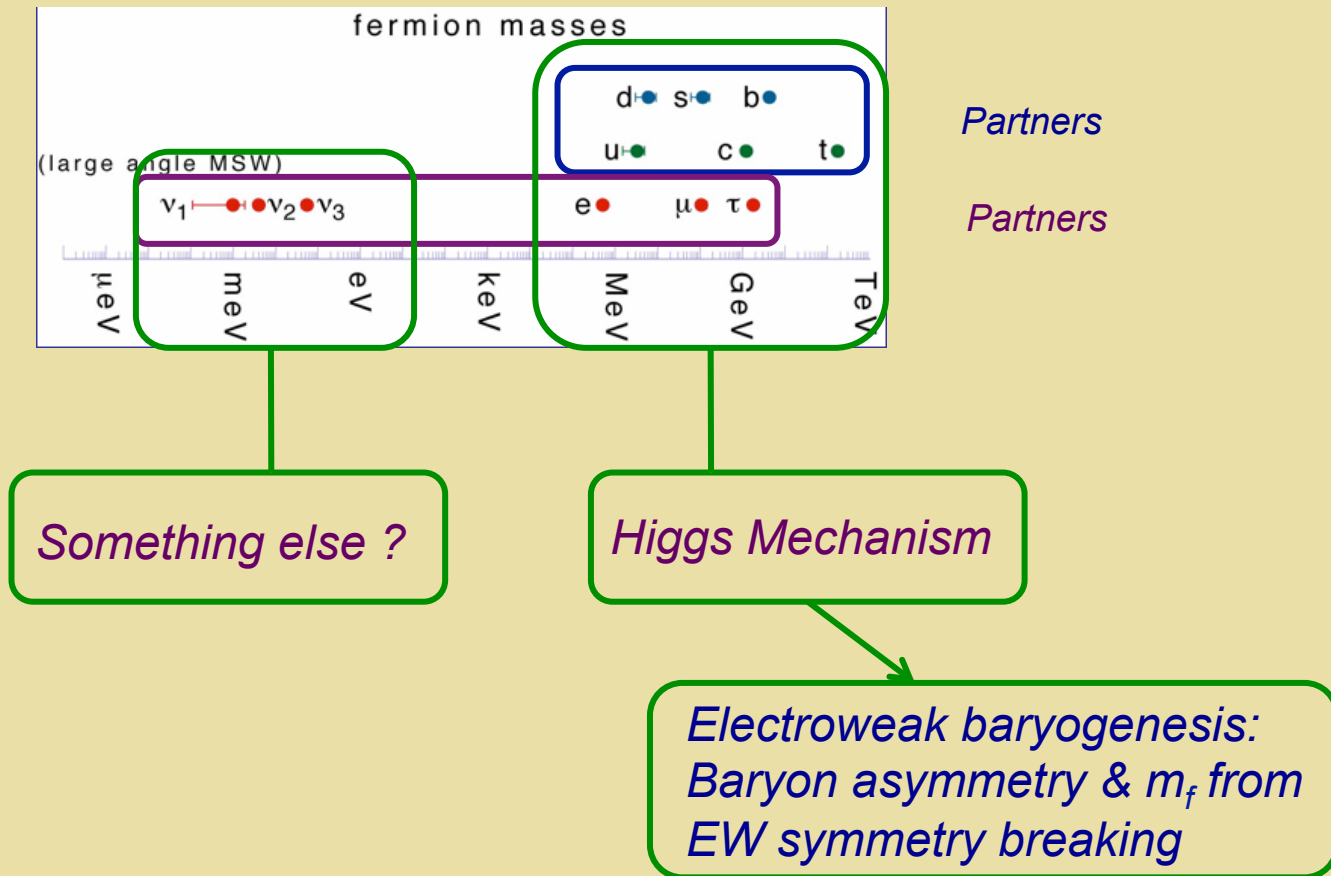 fermion masses
d s b
Partners
u c t
(large angle MSW)
ν1 ν2 ν3 e μ τ
Partners
μeV meV eV keV MeV GeV TeV
Something else ?
Higgs Mechanism
Electroweak baryogenesis:
Baryon asymmetry & mf from
EW symmetry breaking